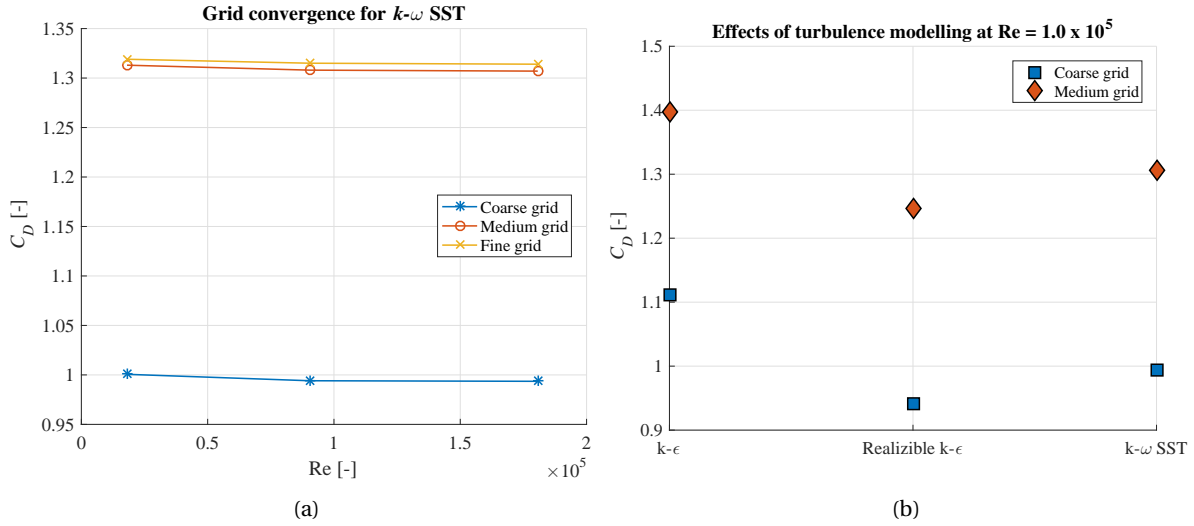 Grid convergence for k-ω SST
1.35
1.3
1.25
1.2
1.15
1.1
1.05
1
0.95
C_D [-]
Coarse grid
Medium grid
Fine grid
0
0.5
1
1.5
2
Re [-]
×10^5
(a)
Effects of turbulence modelling at Re = 1.0 x 10^5
1.5
1.4
1.3
1.2
1.1
1
0.9
C_D [-]
Coarse grid
Medium grid
k-ϵ
Realizible k-ϵ
k-ω SST
(b)